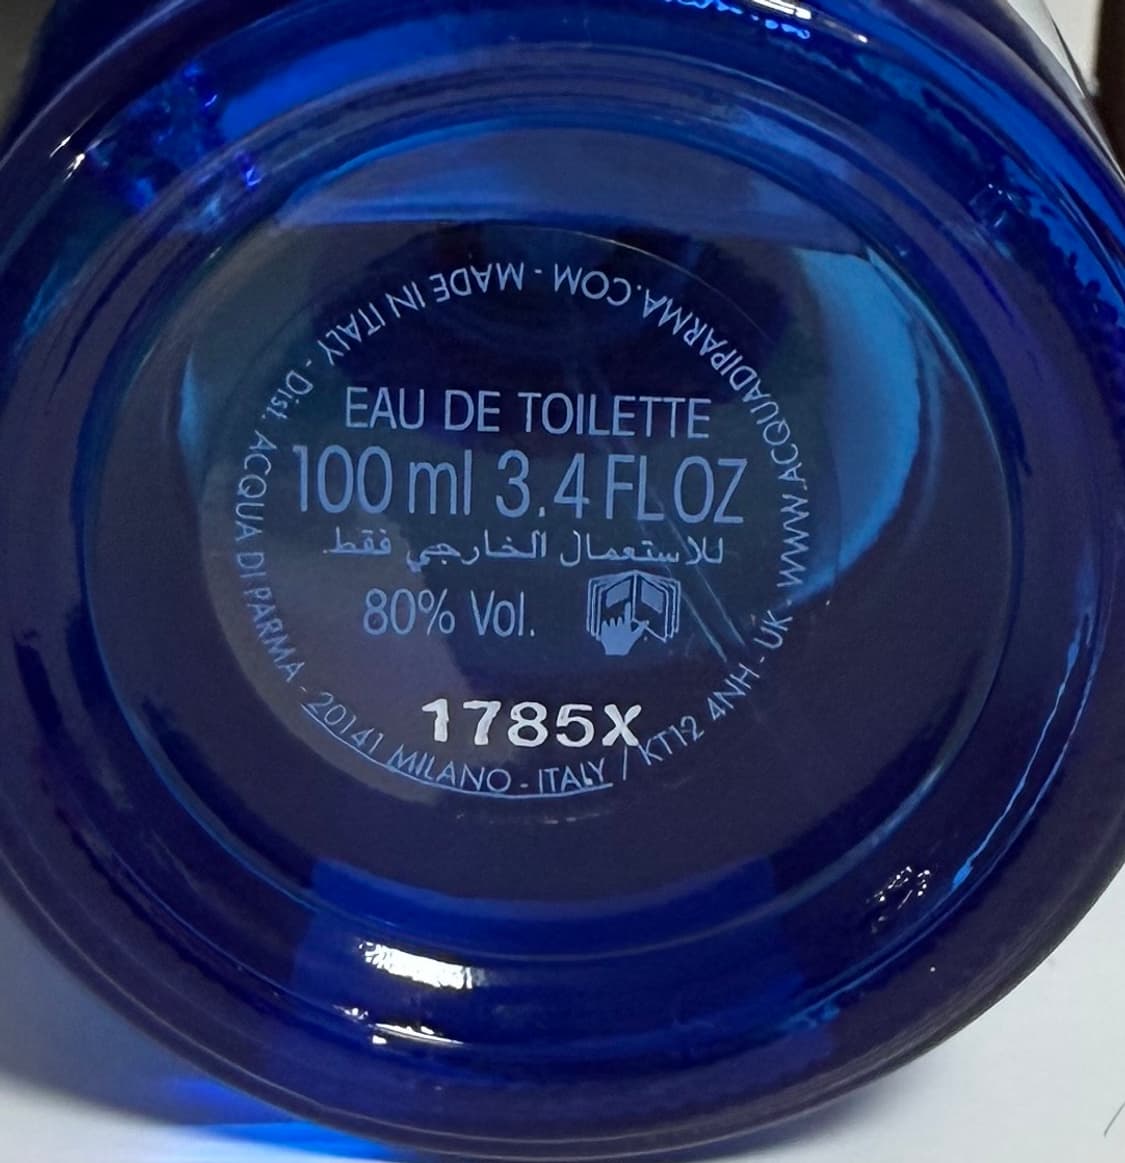 EAU DE TOILETTE
100 ml 3.4 FL OZ
للاستعمال الخارجي فقط
80% Vol.
1785X
Dist. ACQUA DI PARMA - 20141 MILANO - ITALY / KT12 4NH - UK - WWW.ACQUADIPARMA.COM - MADE IN ITALY -